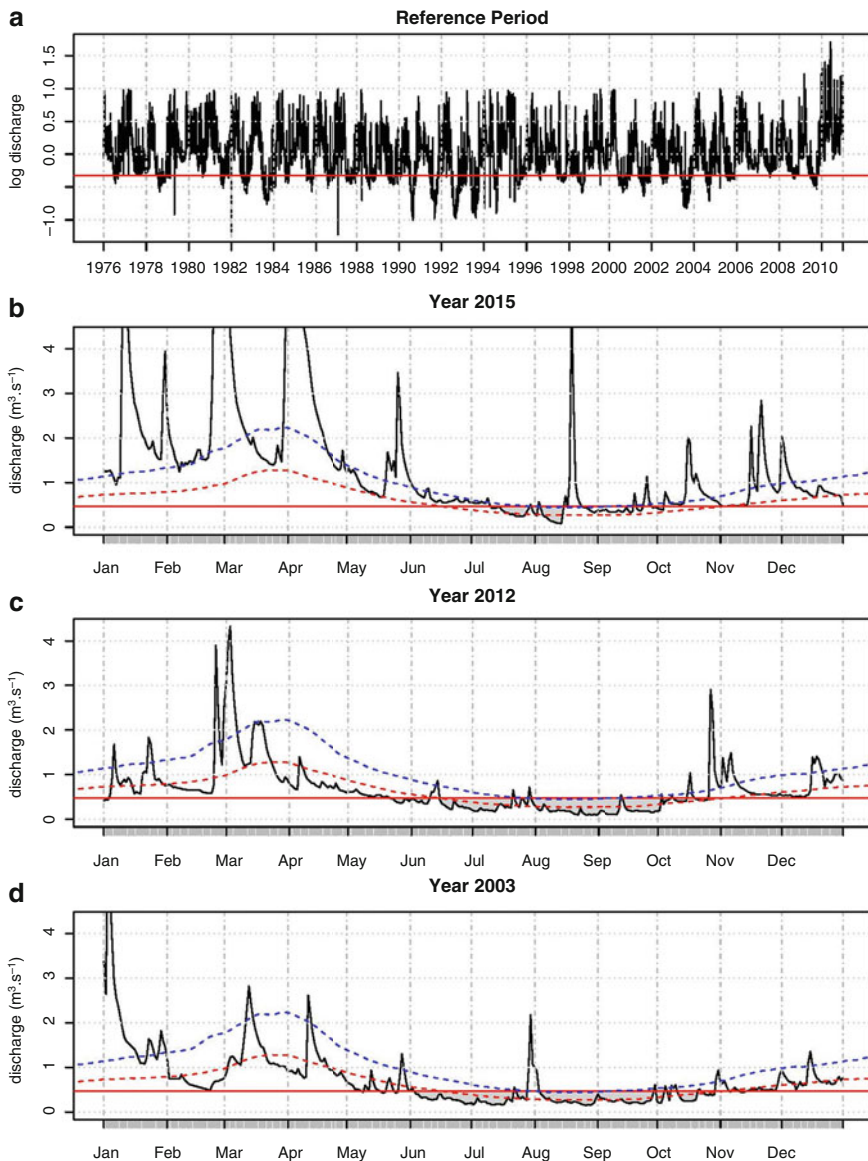 a
Reference Period
log discharge
1.5
1.0
0.5
0.0
−1.0
1976 1978 1980 1982 1984 1986 1987 1990 1992 1994 1996 1998 2000 2002 2004 2006 2008 2010
b
Year 2015
discharge (m³.s⁻¹)
4
3
2
1
0
Jan Feb Mar Apr May Jun Jul Aug Sep Oct Nov Dec
c
Year 2012
discharge (m³.s⁻¹)
4
3
2
1
0
Jan Feb Mar Apr May Jun Jul Aug Sep Oct Nov Dec
d
Year 2003
discharge (m³.s⁻¹)
4
3
2
1
0
Jan Feb Mar Apr May Jun Jul Aug Sep Oct Nov Dec